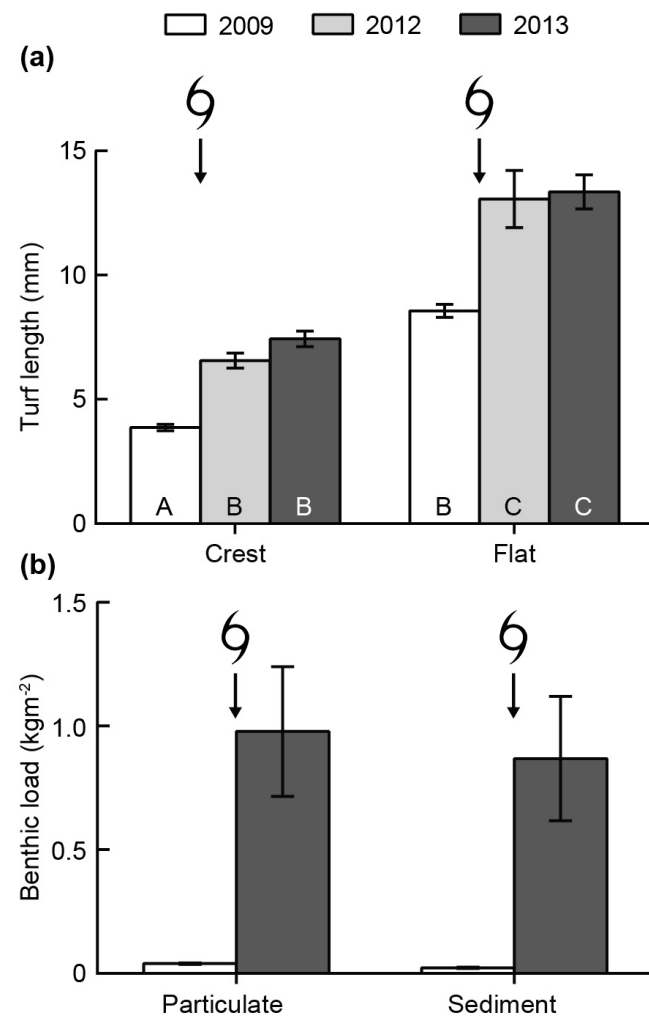 2009 2012 2013
(a)
Turf length (mm)
15
10
5
0
A B B B C C
Crest Flat
(b)
Benthic load (kgm⁻²)
1.5
1.0
0.5
0
Particulate Sediment